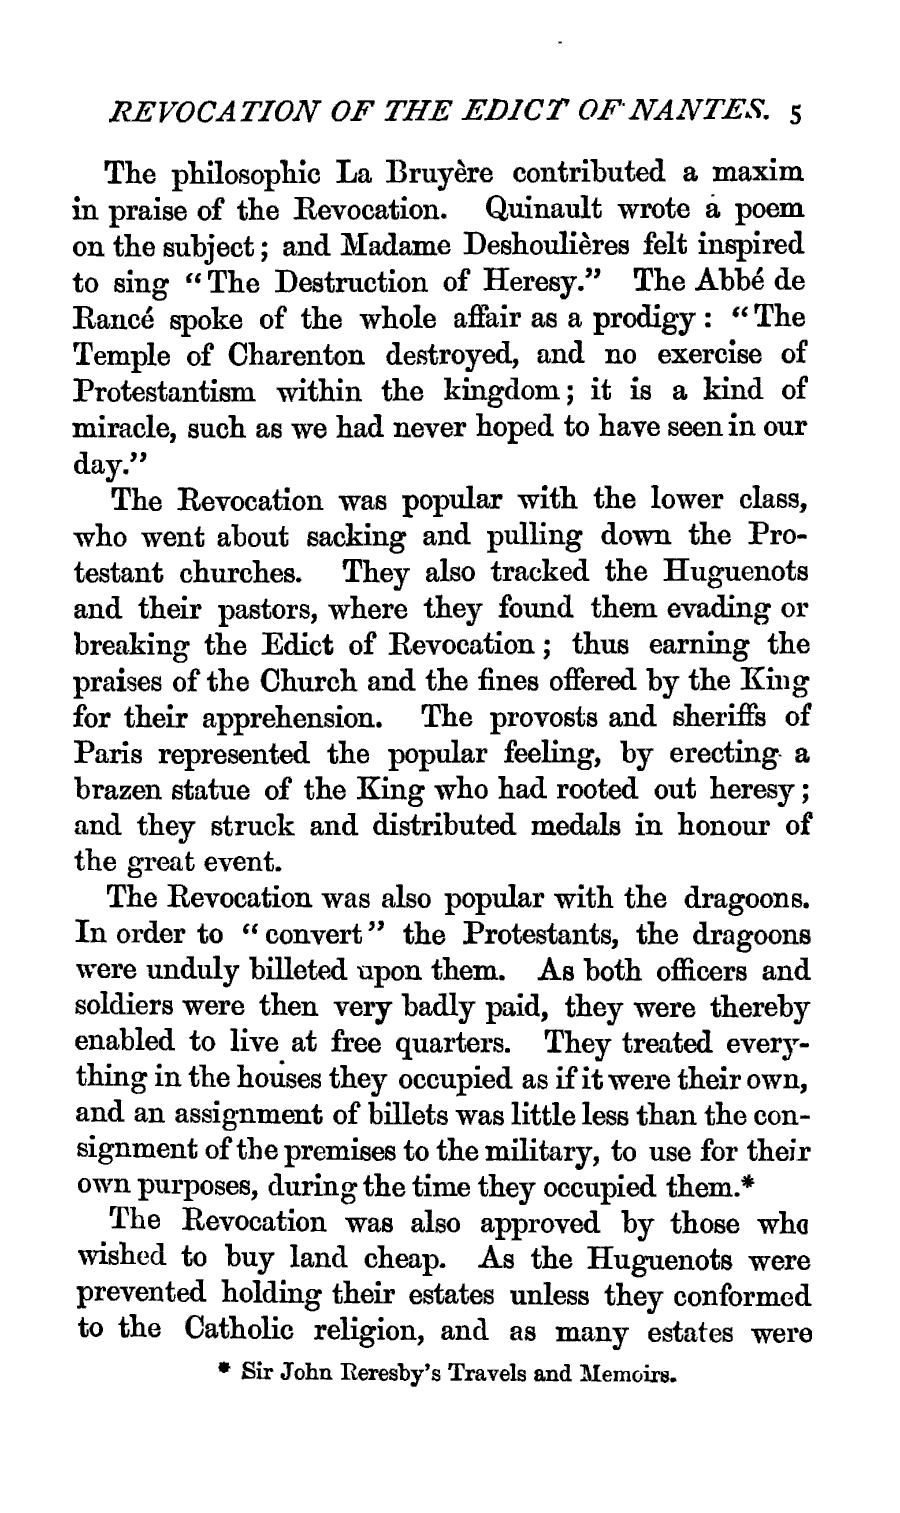 REVOCATION OF THE EDICT OF NANTES. 5
The philosophic La Bruyère contributed a maxim
in praise of the Revocation. Quinault wrote a poem
on the subject; and Madame Deshoulières felt inspired
to sing “The Destruction of Heresy.” The Abbé de
Rancé spoke of the whole affair as a prodigy: “The
Temple of Charenton destroyed, and no exercise of
Protestantism within the kingdom; it is a kind of
miracle, such as we had never hoped to have seen in our
day.”
The Revocation was popular with the lower class,
who went about sacking and pulling down the Pro-
testant churches. They also tracked the Huguenots
and their pastors, where they found them evading or
breaking the Edict of Revocation; thus earning the
praises of the Church and the fines offered by the King
for their apprehension. The provosts and sheriffs of
Paris represented the popular feeling, by erecting a
brazen statue of the King who had rooted out heresy;
and they struck and distributed medals in honour of
the great event.
The Revocation was also popular with the dragoons.
In order to “convert” the Protestants, the dragoons
were unduly billeted upon them. As both officers and
soldiers were then very badly paid, they were thereby
enabled to live at free quarters. They treated every-
thing in the houses they occupied as if it were their own,
and an assignment of billets was little less than the con-
signment of the premises to the military, to use for their
own purposes, during the time they occupied them.*
The Revocation was also approved by those who
wished to buy land cheap. As the Huguenots were
prevented holding their estates unless they conformed
to the Catholic religion, and as many estates were
* Sir John Reresby's Travels and Memoirs.